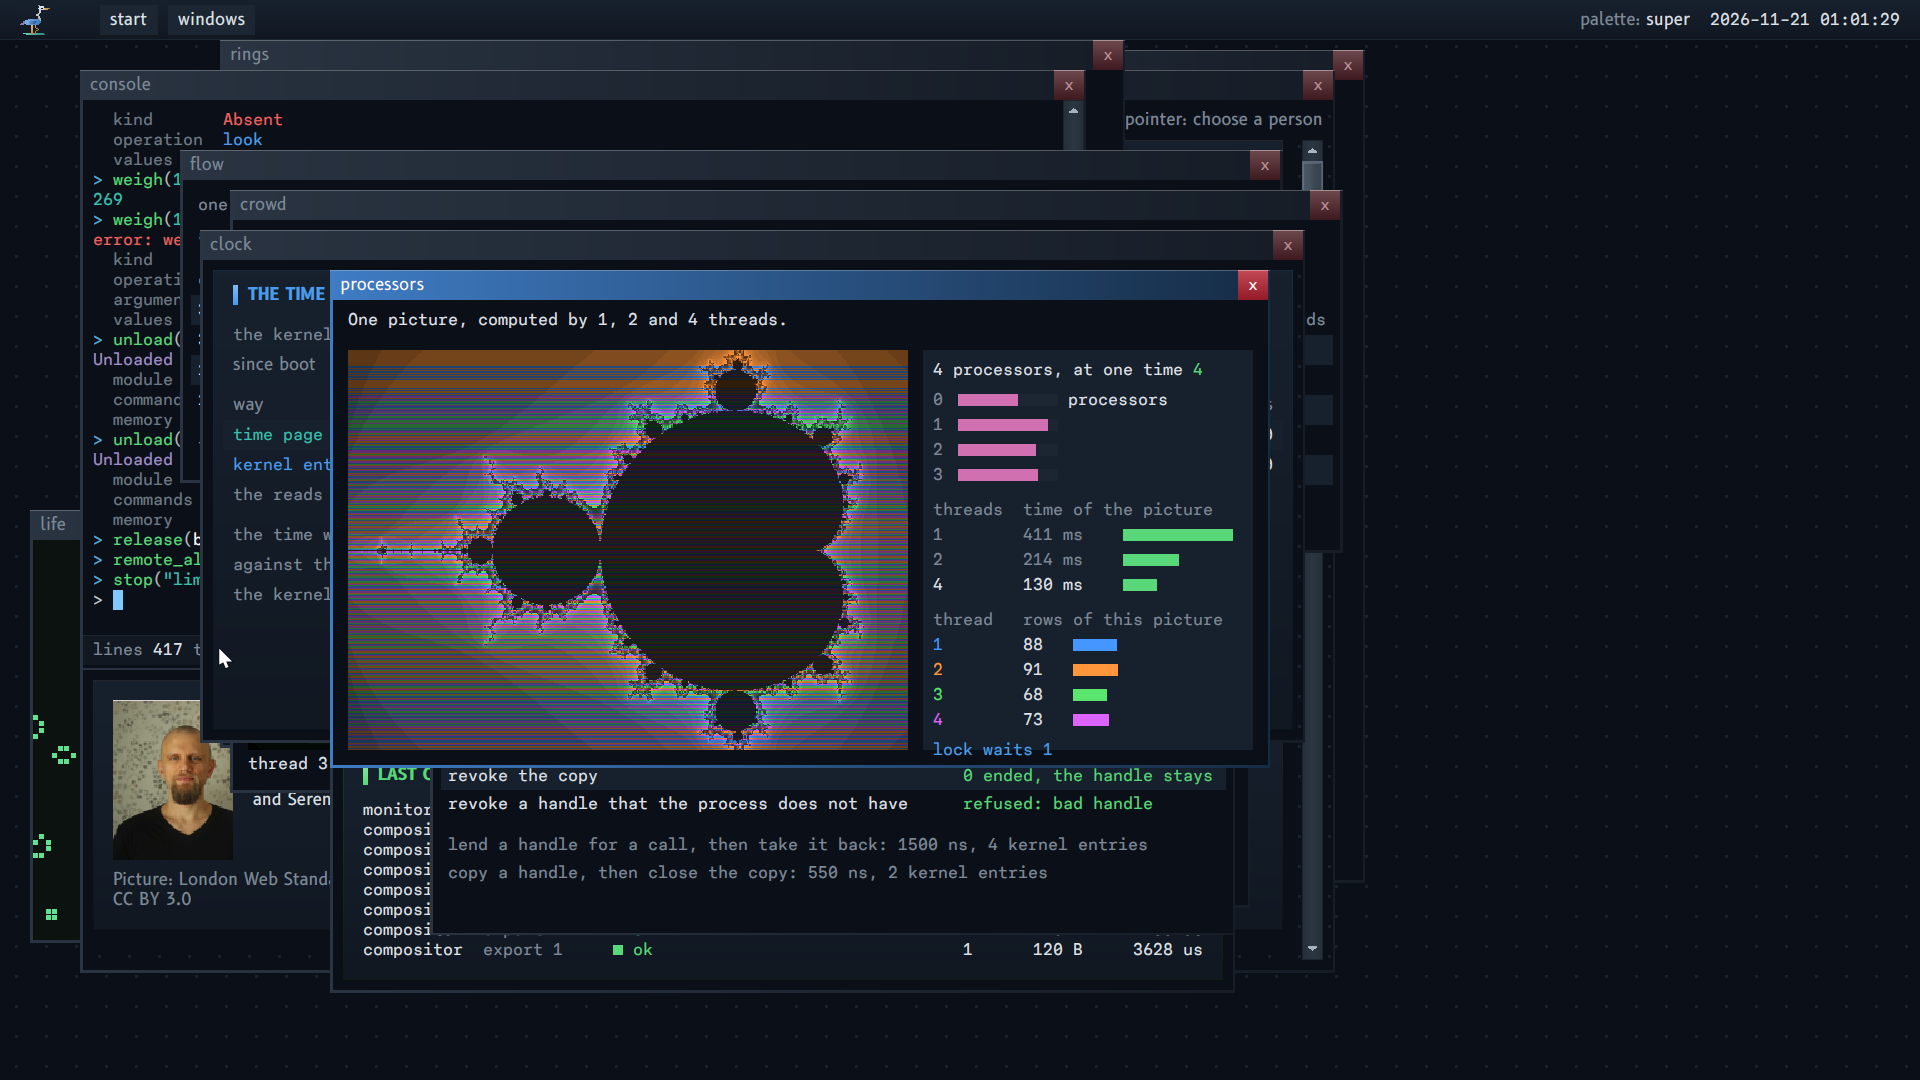 start windows palette: super 2026-11-21 01:01:29
rings x
x
console x
x
kind Absent
pointer: choose a person
operation look
values
flow x
> weigh(1
269
one
crowd x
> weigh(1
error: we
clock x
kind
operati
processors x
THE TIME
argumen
values
One picture, computed by 1, 2 and 4 threads.
ds
the kernel
> unload(
Unloaded
since boot
4 processors, at one time 4
module
command
way
0 processors
memory
1
time page
> unload(
2
Unloaded
kernel ent
3
module
the reads
commands
threads time of the picture
memory
life
1 411 ms
the time w
> release(b
2 214 ms
> remote_al
against th
4 130 ms
> stop("lim
the kernel
>
thread rows of this picture
1 88
lines 417 t
2 91
3 68
4 73
lock waits 1
thread 3
LAST C
revoke the copy 0 ended, the handle stays
and Seren
revoke a handle that the process does not have refused: bad handle
monitor
composi
lend a handle for a call, then take it back: 1500 ns, 4 kernel entries
composi
composi
copy a handle, then close the copy: 550 ns, 2 kernel entries
Picture: London Web Standa
composi
CC BY 3.0
composi
composi
compositor export 1 ok 1 120 B 3628 us